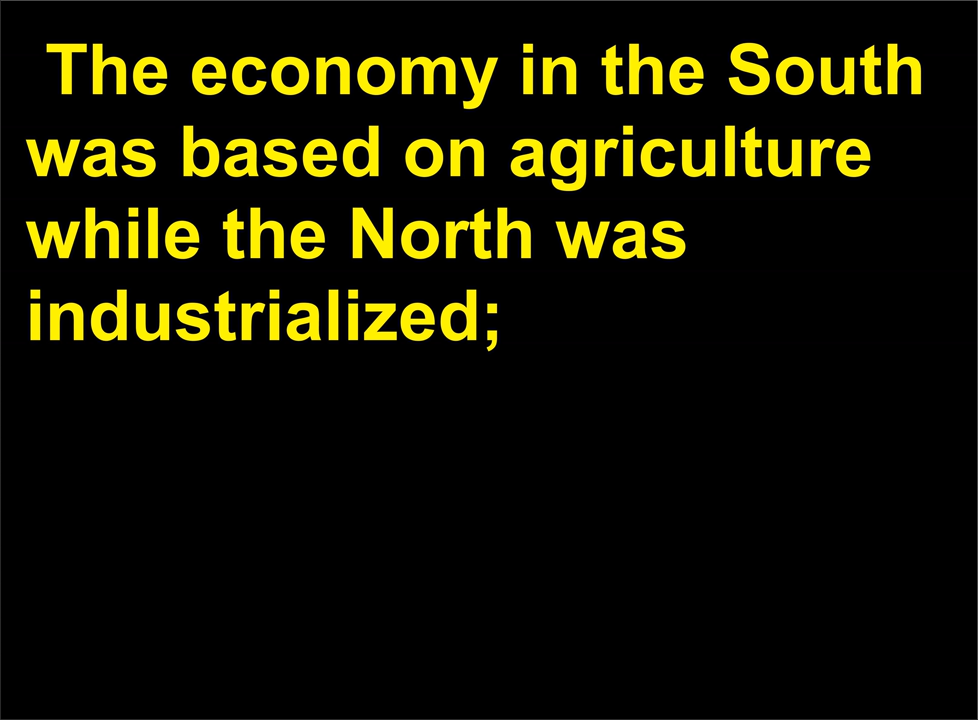 The economy in the South
was based on agriculture
while the North was
industrialized;